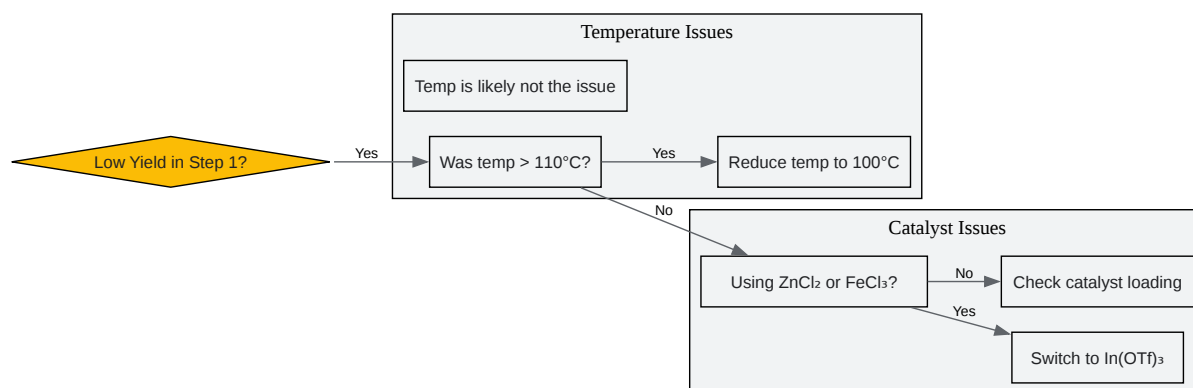 Temperature Issues
Temp is likely not the issue
Low Yield in Step 1?
Yes
Was temp > 110°C?
Yes
Reduce temp to 100°C
No
Catalyst Issues
Using ZnCl₂ or FeCl₃?
No
Check catalyst loading
Yes
Switch to In(OTf)₃